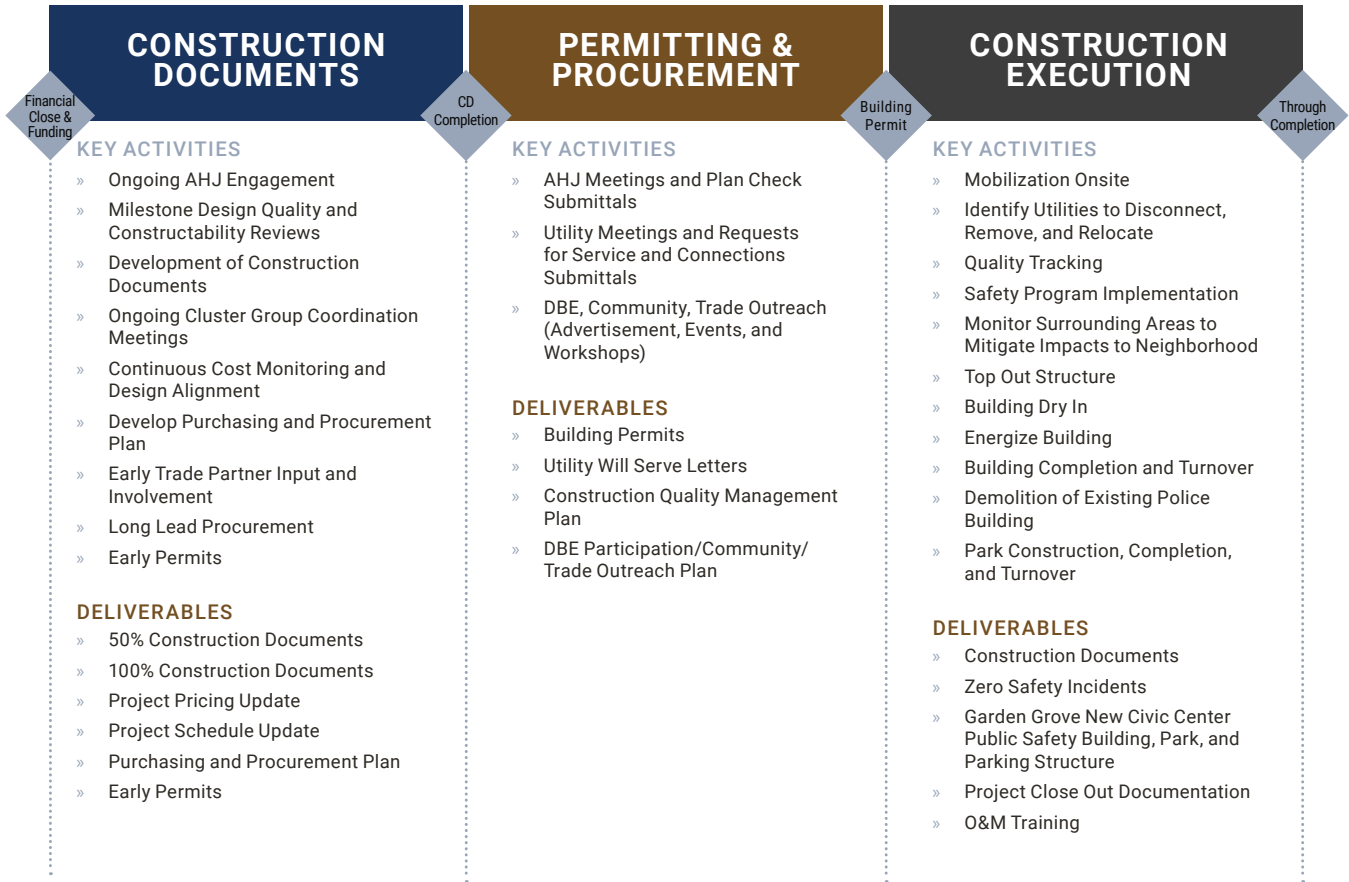 CONSTRUCTION
DOCUMENTS
PERMITTING &
PROCUREMENT
CONSTRUCTION
EXECUTION
Financial
Close &
Funding
CD
Completion
Building
Permit
Through
Completion
KEY ACTIVITIES
» Ongoing AHJ Engagement
» Milestone Design Quality and
Constructability Reviews
» Development of Construction
Documents
» Ongoing Cluster Group Coordination
Meetings
» Continuous Cost Monitoring and
Design Alignment
» Develop Purchasing and Procurement
Plan
» Early Trade Partner Input and
Involvement
» Long Lead Procurement
» Early Permits
DELIVERABLES
» 50% Construction Documents
» 100% Construction Documents
» Project Pricing Update
» Project Schedule Update
» Purchasing and Procurement Plan
» Early Permits
KEY ACTIVITIES
» AHJ Meetings and Plan Check
Submittals
» Utility Meetings and Requests
for Service and Connections
Submittals
» DBE, Community, Trade Outreach
(Advertisement, Events, and
Workshops)
DELIVERABLES
» Building Permits
» Utility Will Serve Letters
» Construction Quality Management
Plan
» DBE Participation/Community/
Trade Outreach Plan
KEY ACTIVITIES
» Mobilization Onsite
» Identify Utilities to Disconnect,
Remove, and Relocate
» Quality Tracking
» Safety Program Implementation
» Monitor Surrounding Areas to
Mitigate Impacts to Neighborhood
» Top Out Structure
» Building Dry In
» Energize Building
» Building Completion and Turnover
» Demolition of Existing Police
Building
» Park Construction, Completion,
and Turnover
DELIVERABLES
» Construction Documents
» Zero Safety Incidents
» Garden Grove New Civic Center
Public Safety Building, Park, and
Parking Structure
» Project Close Out Documentation
» O&M Training